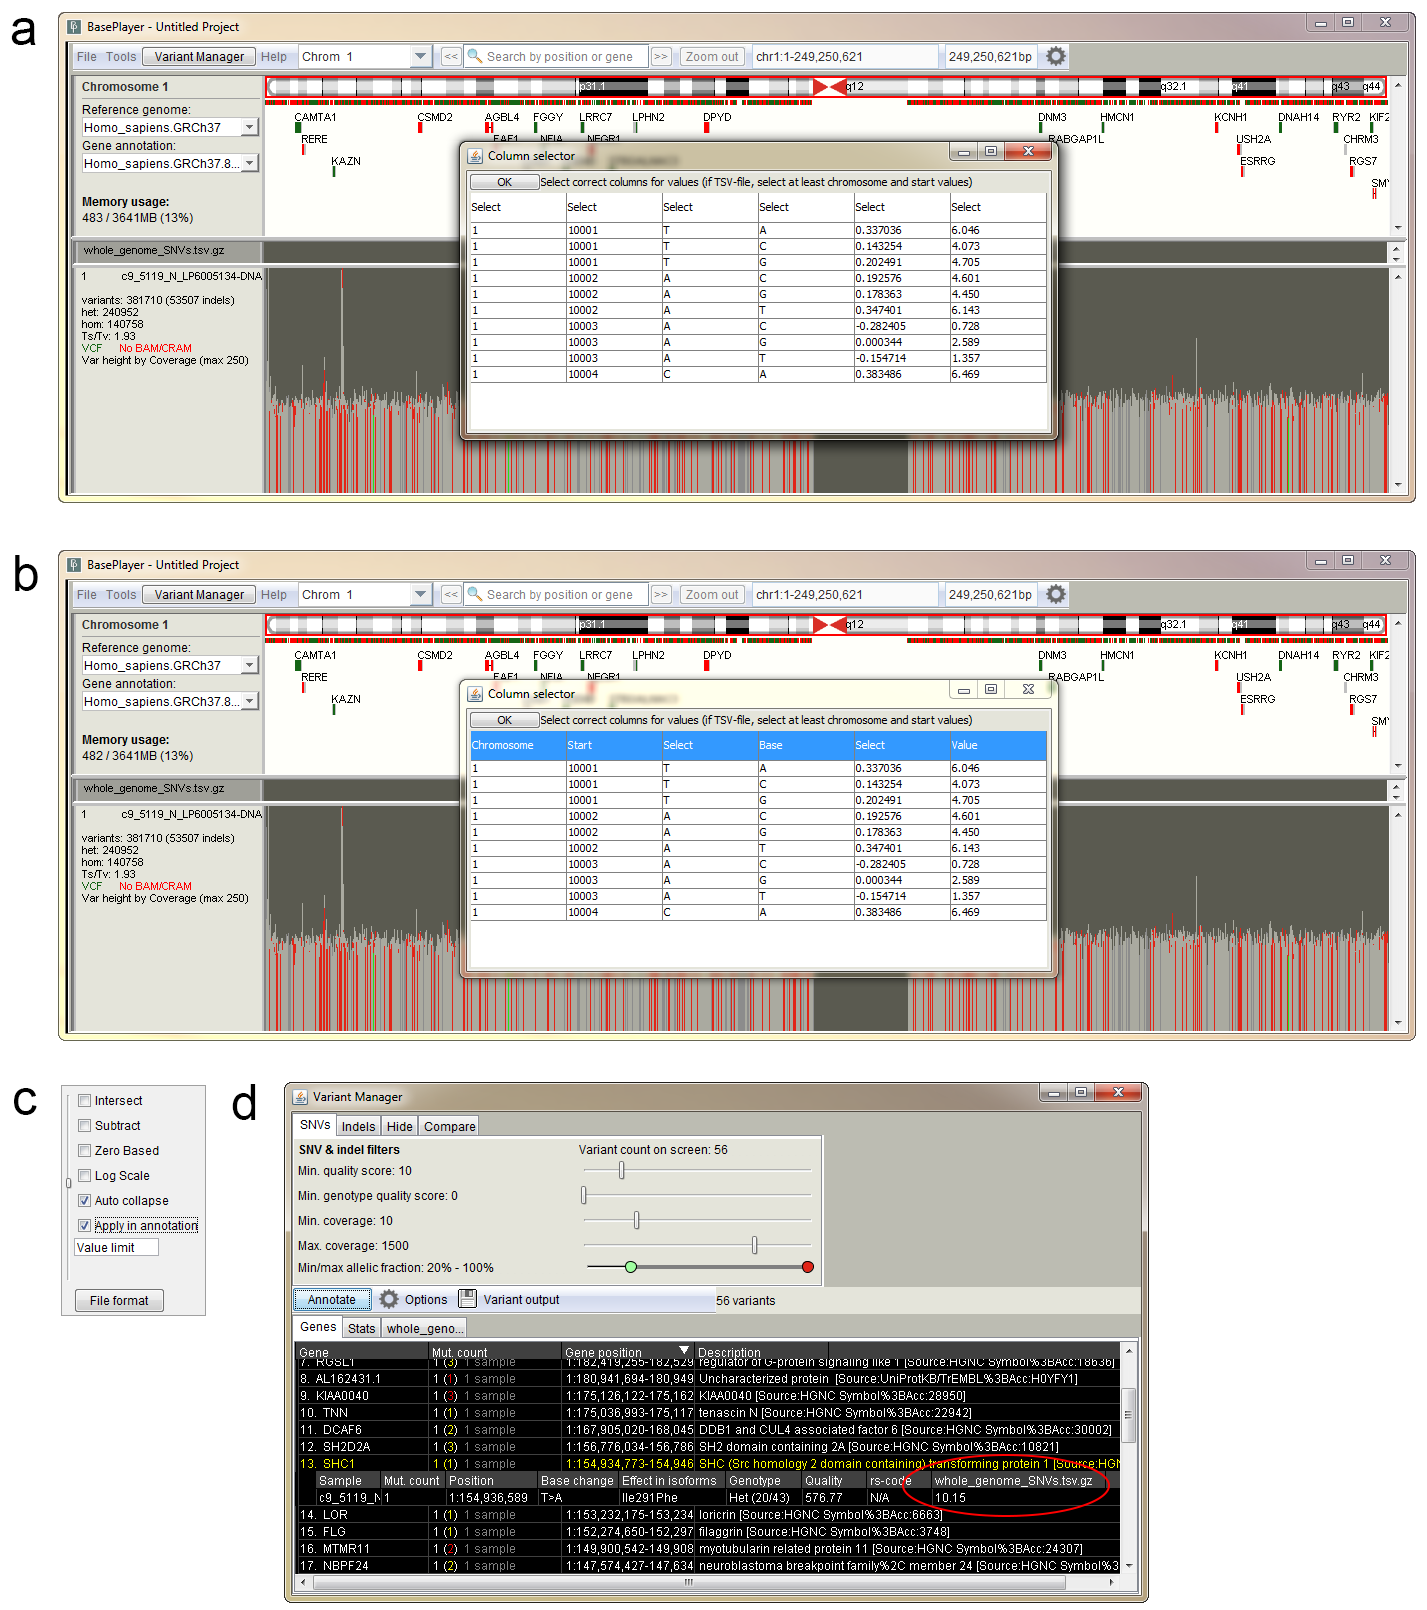 a
BasePlayer - Untitled Project
File Tools Variant Manager Help Chrom 1 << Search by position or gene >> Zoom out chr1:1-249,250,621 249,250,621bp
Chromosome 1
p31.1 q12 q32.1 q41 q43 q44
Reference genome:
Homo_sapiens.GRCh37
Gene annotation:
Homo_sapiens.GRCh37.8...
CAMTA1 CSMD2 AGBL4 FGGY LRRC7 LPHN2 DPYD DNM3 HMCN1 KCNH1 DNAH14 RYR2 KIF2
RERE RABGAP1L USH2A CHRM3
KAZN ESRRG RGS7
SMY
Memory usage:
483 / 3641MB (13%)
Column selector
OK Select correct columns for values (if TSV-file, select at least chromosome and start values)
Select Select Select Select Select Select
1 10001 T A 0.337036 6.046
1 10001 T C 0.143254 4.073
1 10001 T G 0.202491 4.705
1 10002 A C 0.192576 4.601
1 10002 A G 0.178363 4.450
1 10002 A T 0.347401 6.143
1 10003 A C -0.282405 0.728
1 10003 A G 0.000344 2.589
1 10003 A T -0.154714 1.357
1 10004 C A 0.383486 6.469
whole_genome_SNVs.tsv.gz
1 c9_5119_N_LP6005134-DNA
variants: 381710 (53507 indels)
het: 240952
hom: 140758
Ts/Tv: 1.93
VCF No BAM/CRAM
Var height by Coverage (max 250)
b
BasePlayer - Untitled Project
File Tools Variant Manager Help Chrom 1 << Search by position or gene >> Zoom out chr1:1-249,250,621 249,250,621bp
Chromosome 1
p31.1 q12 q32.1 q41 q43 q44
Reference genome:
Homo_sapiens.GRCh37
Gene annotation:
Homo_sapiens.GRCh37.8...
CAMTA1 CSMD2 AGBL4 FGGY LRRC7 LPHN2 DPYD DNM3 HMCN1 KCNH1 DNAH14 RYR2 KIF2
RERE RABGAP1L USH2A CHRM3
KAZN ESRRG RGS7
SMY
Memory usage:
482 / 3641MB (13%)
Column selector
OK Select correct columns for values (if TSV-file, select at least chromosome and start values)
Chromosome Start Select Base Select Value
1 10001 T A 0.337036 6.046
1 10001 T C 0.143254 4.073
1 10001 T G 0.202491 4.705
1 10002 A C 0.192576 4.601
1 10002 A G 0.178363 4.450
1 10002 A T 0.347401 6.143
1 10003 A C -0.282405 0.728
1 10003 A G 0.000344 2.589
1 10003 A T -0.154714 1.357
1 10004 C A 0.383486 6.469
whole_genome_SNVs.tsv.gz
1 c9_5119_N_LP6005134-DNA
variants: 381710 (53507 indels)
het: 240952
hom: 140758
Ts/Tv: 1.93
VCF No BAM/CRAM
Var height by Coverage (max 250)
c
Intersect
Subtract
Zero Based
Log Scale
Auto collapse
Apply in annotation
Value limit
File format
d
Variant Manager
SNVs Indels Hide Compare
SNV & indel filters Variant count on screen: 56
Min. quality score: 10
Min. genotype quality score: 0
Min. coverage: 10
Max. coverage: 1500
Min/max allelic fraction: 20% - 100%
Annotate Options Variant output 56 variants
Genes Stats whole_geno...
Gene Mut. count Gene position Description
7. RGSL1 1 (3) 1 sample 1:182,419,255-182,529 regulator of G-protein signaling like 1 [Source:HGNC Symbol%3BAcc:18636]
8. AL162431.1 1 (1) 1 sample 1:180,941,694-180,949 Uncharacterized protein [Source:UniProtKB/TrEMBL%3BAcc:H0YFY1]
9. KIAA0040 1 (3) 1 sample 1:175,126,122-175,162 KIAA0040 [Source:HGNC Symbol%3BAcc:28950]
10. TNN 1 (1) 1 sample 1:175,036,993-175,117 tenascin N [Source:HGNC Symbol%3BAcc:22942]
11. DCAF6 1 (2) 1 sample 1:167,905,020-168,045 DDB1 and CUL4 associated factor 6 [Source:HGNC Symbol%3BAcc:30002]
12. SH2D2A 1 (3) 1 sample 1:156,776,034-156,786 SH2 domain containing 2A [Source:HGNC Symbol%3BAcc:10821]
13. SHC1 1 (1) 1 sample 1:154,934,773-154,946 SHC (Src homology 2 domain containing) transforming protein 1 [Source:HGN
Sample Mut. count Position Base change Effect in isoforms Genotype Quality rs-code whole_genome_SNVs.tsv.gz
c9_5119_N 1 1:154,936,589 T>A Ile291Phe Het (20/43) 576.77 N/A 10.15
14. LOR 1 (1) 1 sample 1:153,232,175-153,234 loricrin [Source:HGNC Symbol%3BAcc:6663]
15. FLG 1 (1) 1 sample 1:152,274,650-152,297 filaggrin [Source:HGNC Symbol%3BAcc:3748]
16. MTMR11 1 (2) 1 sample 1:149,900,542-149,908 myotubularin related protein 11 [Source:HGNC Symbol%3BAcc:24307]
17. NBPF24 1 (2) 1 sample 1:147,574,427-147,634 neuroblastoma breakpoint family%2C member 24 [Source:HGNC Symbol%3